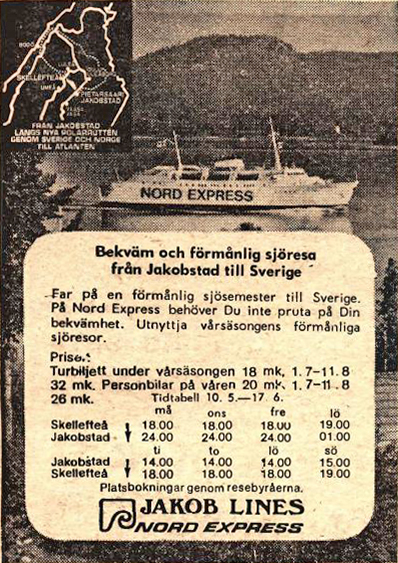 BODÖ
LULEÅ
SKELLEFTEÅ
UMEÅ
PIETARSAARI
JAKOBSTAD
VAASA
VASA
FRÅN JAKOBSTAD
LÄNGS NYA POLARRUTTEN
GENOM SVERIGE OCH NORGE
TILL ATLANTEN
NORD EXPRESS
Bekväm och förmånlig sjöresa
från Jakobstad till Sverige
Far på en förmånlig sjösemester till Sverige.
På Nord Express behöver Du inte pruta på Din
bekvämhet. Utnyttja vårsäsongens förmånliga
sjöresor.
Priser:
Turbiljett under vårsäsongen 18 mk, 1.7-11.8
32 mk. Personbilar på våren 20 mk, 1.7-11.8
26 mk. Tidtabell 10. 5.—17. 6.
må ons fre lö
Skellefteå 18.00 18.00 18.00 19.00
Jakobstad 24.00 24.00 24.00 01.00
ti to lö sö
Jakobstad 14.00 14.00 14.00 15.00
Skellefteå 18.00 18.00 18.00 19.00
Platsbokningar genom resebyråerna.
JAKOB LINES
NORD EXPRESS